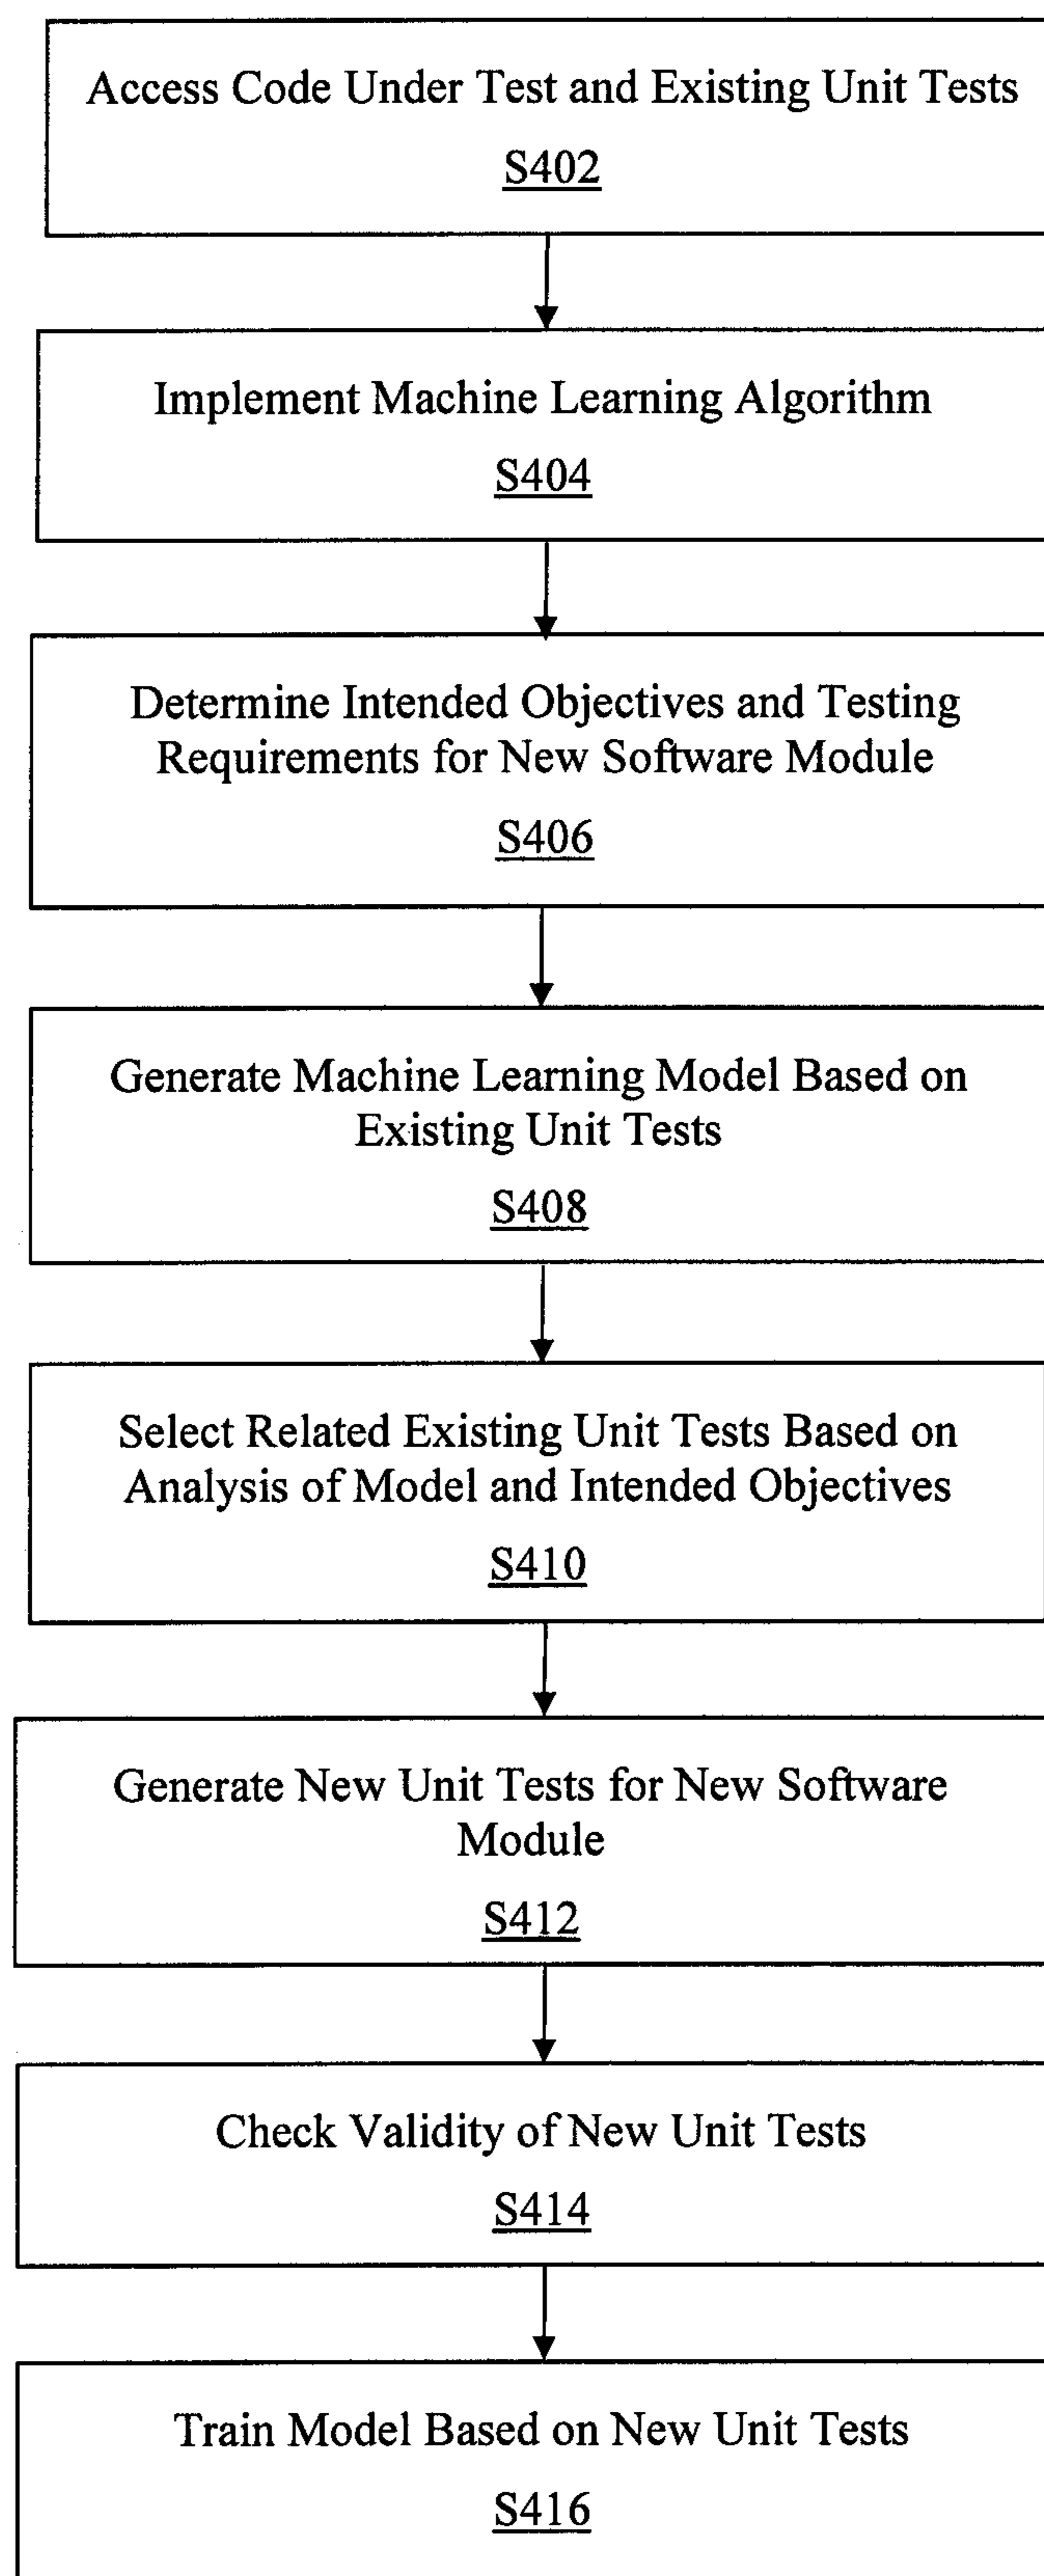 Access Code Under Test and Existing Unit Tests
S402
Implement Machine Learning Algorithm
S404
Determine Intended Objectives and Testing
Requirements for New Software Module
S406
Generate Machine Learning Model Based on
Existing Unit Tests
S408
Select Related Existing Unit Tests Based on
Analysis of Model and Intended Objectives
S410
Generate New Unit Tests for New Software
Module
S412
Check Validity of New Unit Tests
S414
Train Model Based on New Unit Tests
S416